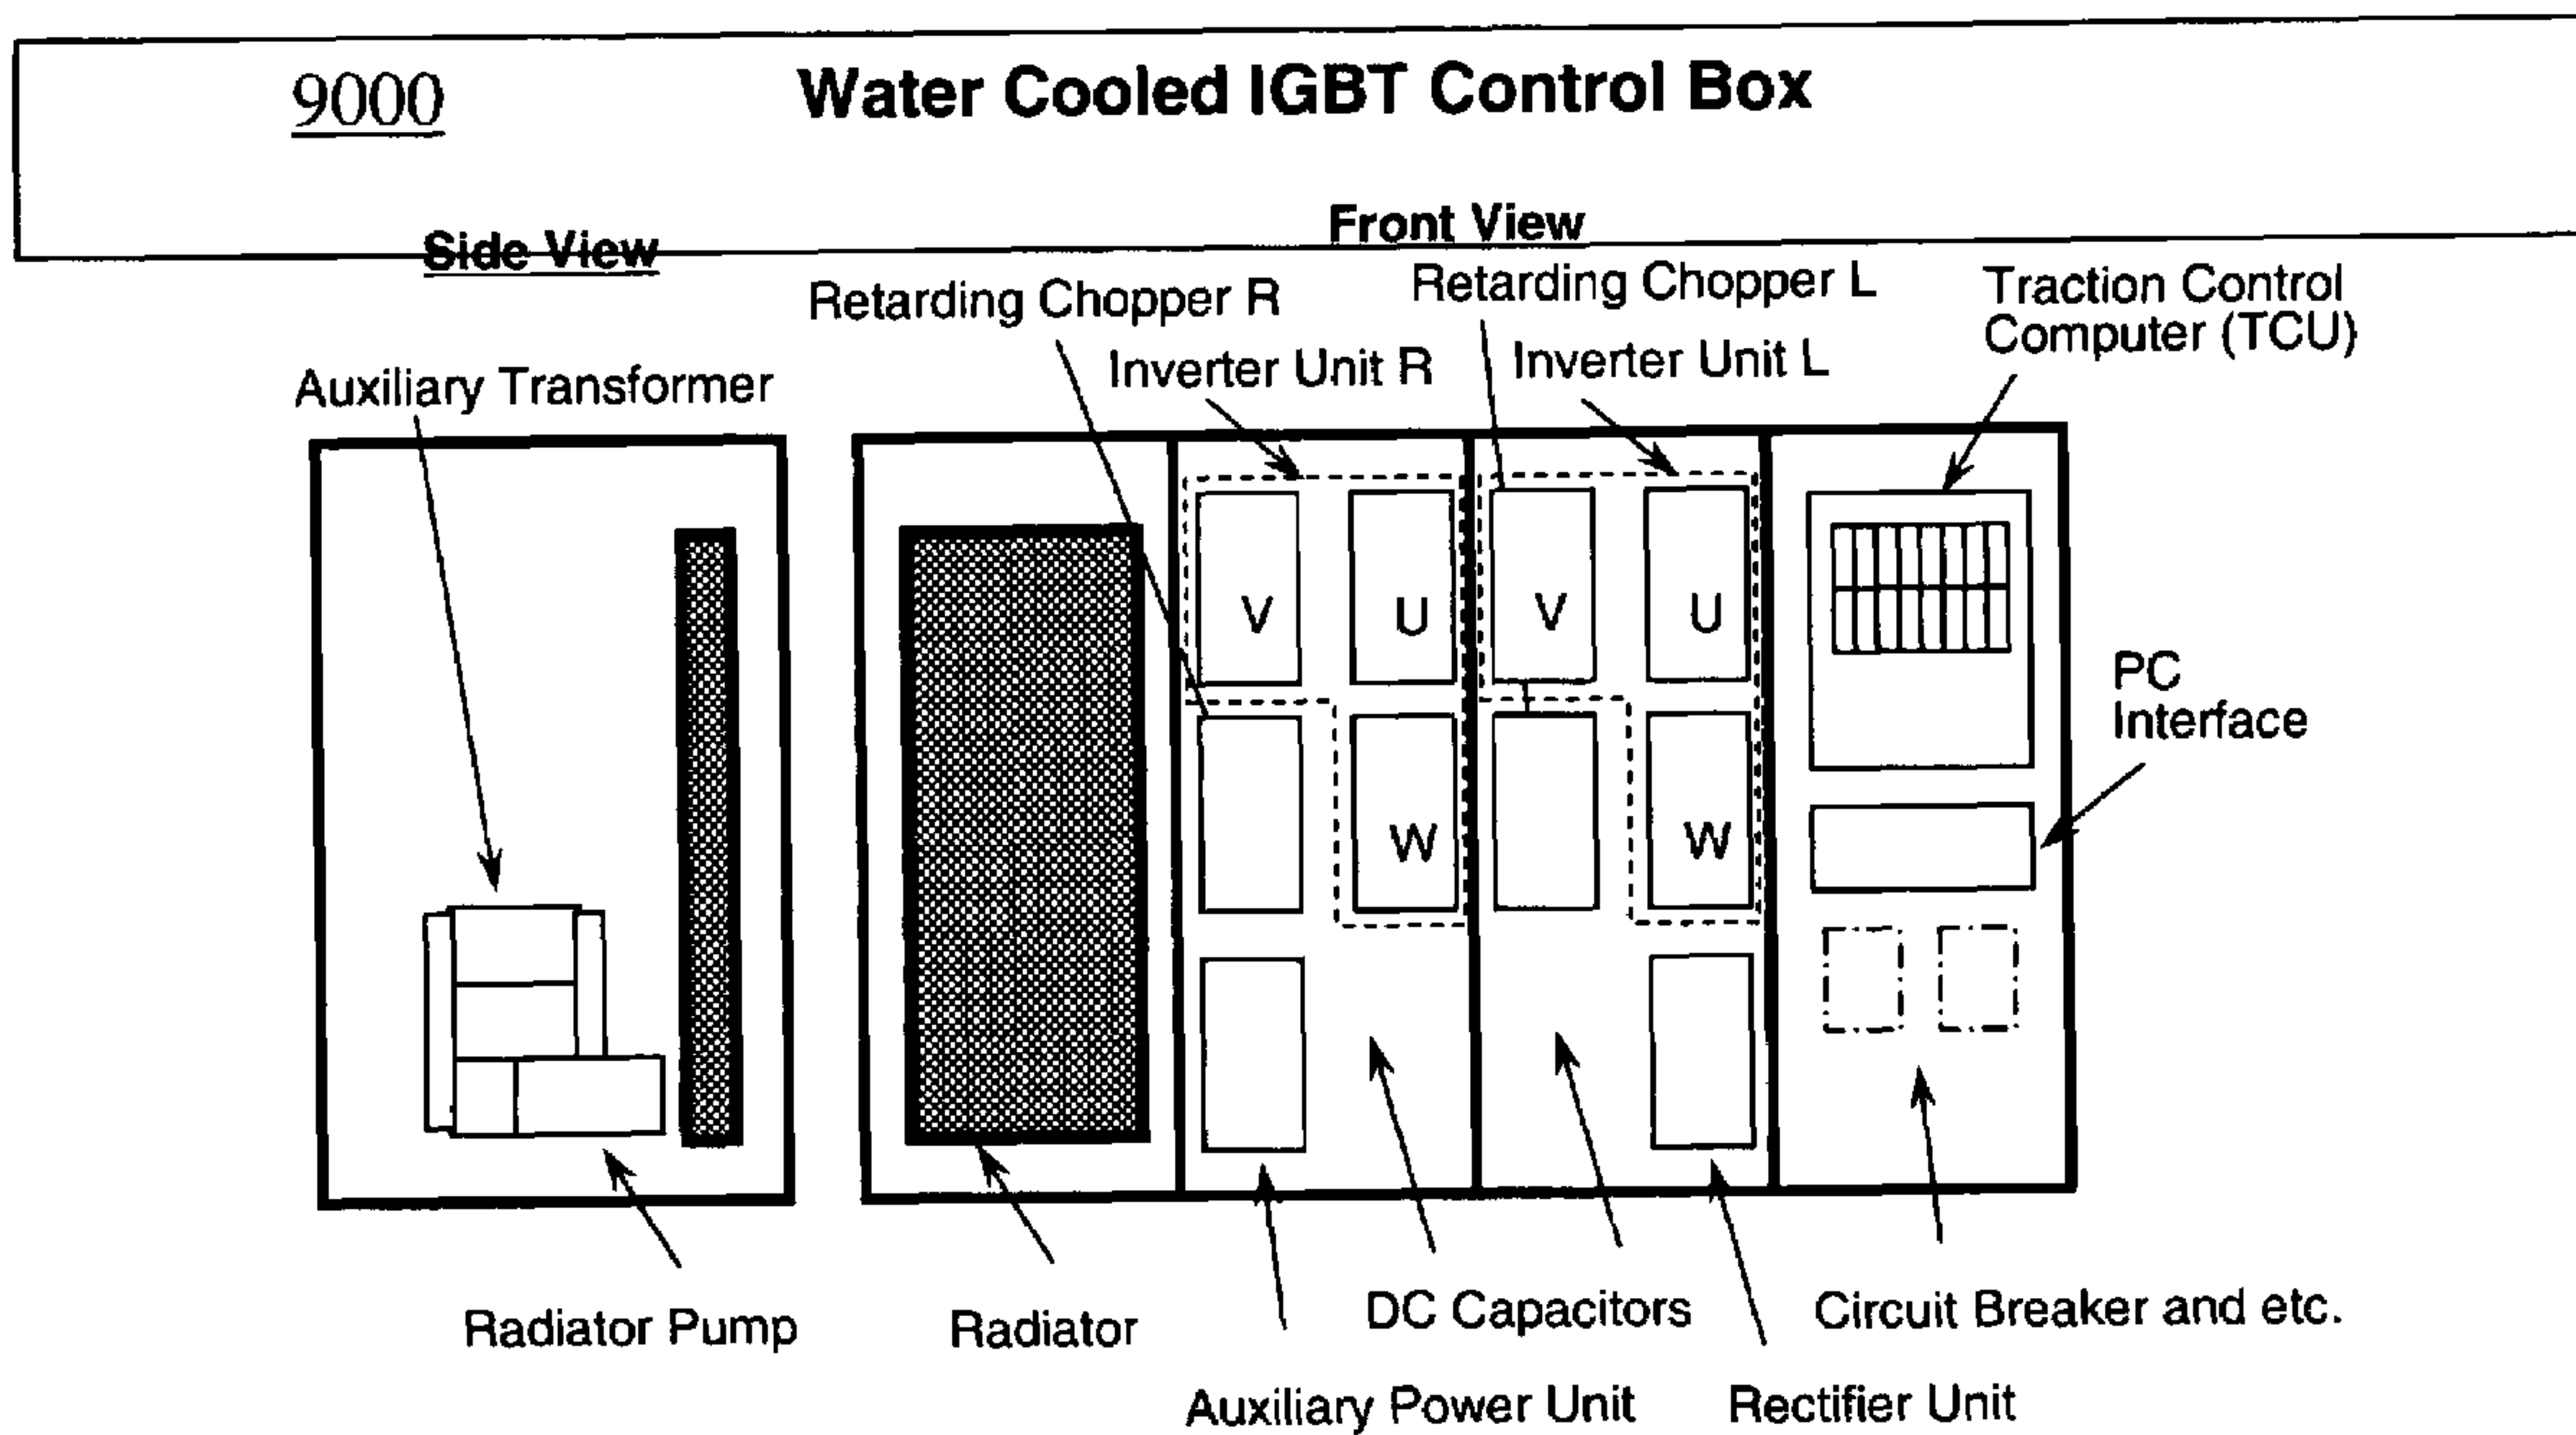 9000
Water Cooled IGBT Control Box
Side View
Front View
Retarding Chopper R
Retarding Chopper L
Traction Control
Computer (TCU)
Inverter Unit R
Inverter Unit L
Auxiliary Transformer
V
U
V
U
PC
Interface
W
W
Radiator Pump
Radiator
DC Capacitors
Circuit Breaker and etc.
Auxiliary Power Unit
Rectifier Unit